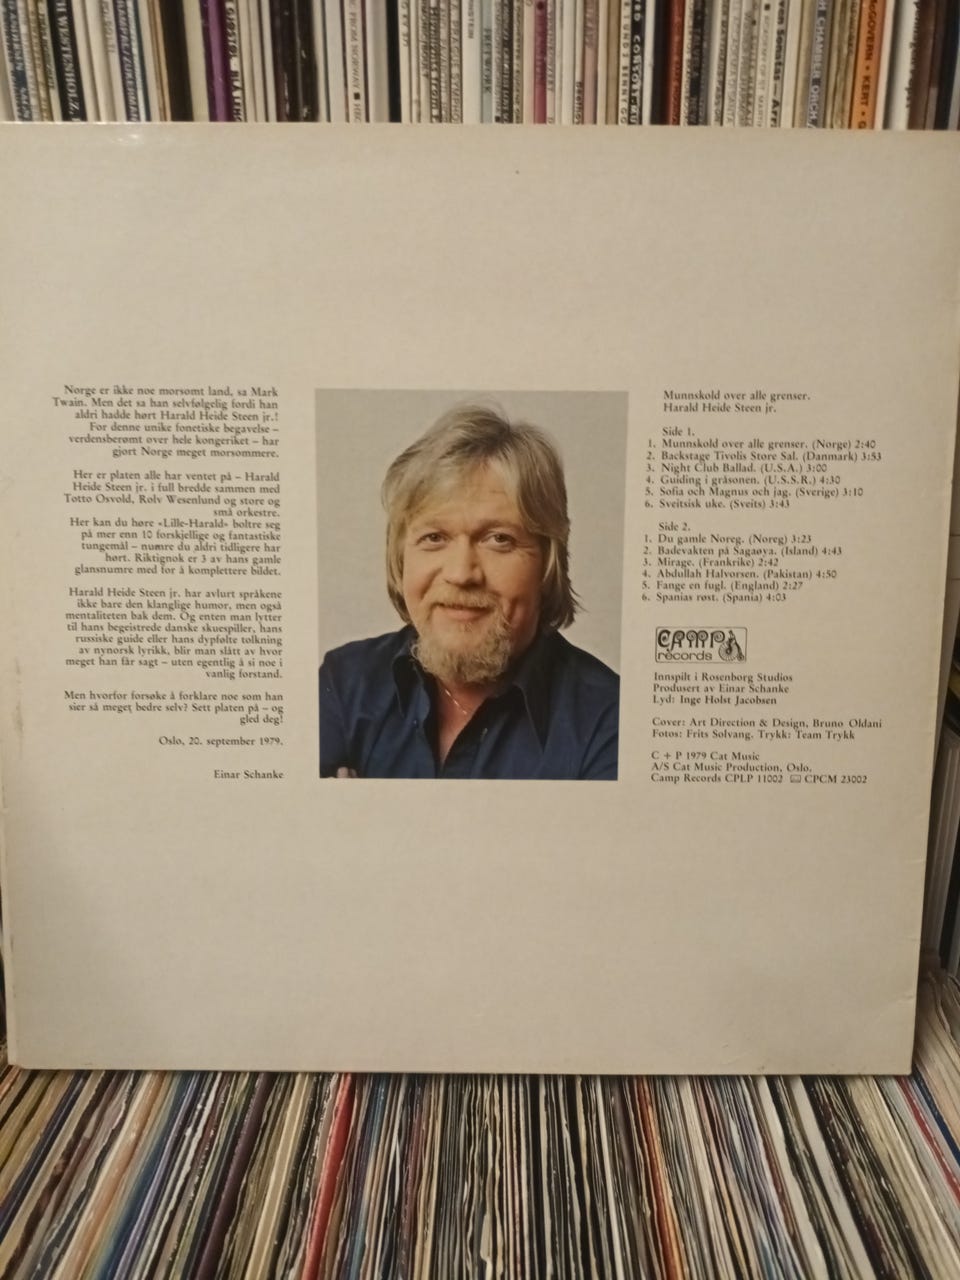 H WESTENHOLZ.
FROM NORWAY
CHAMBER ORCH.
GOVERN · KERT
Norge er ikke noe morsomt land, sa Mark
Twain. Men det sa han selvfølgelig fordi han
aldri hadde hørt Harald Heide Steen jr.!
For denne unike fonetiske begavelse –
verdensberømt over hele kongeriket – har
gjort Norge meget morsommere.
Her er platen alle har ventet på – Harald
Heide Steen jr. i full bredde sammen med
Totto Osvold, Rolv Wesenlund og store og
små orkestre.
Her kan du høre «Lille-Harald» boltre seg
på mer enn 10 forskjellige og fantastiske
tungemål – numre du aldri tidligere har
hørt. Riktignok er 3 av hans gamle
glansnumre med for å komplettere bildet.
Harald Heide Steen jr. har avlurt språkene
ikke bare den klanglige humor, men også
mentaliteten bak dem. Og enten man lytter
til hans begeistrede danske skuespiller, hans
russiske guide eller hans dypfølte tolkning
av nynorsk lyrikk, blir man slått av hvor
meget han får sagt – uten egentlig å si noe i
vanlig forstand.
Men hvorfor forsøke å forklare noe som han
sier så meget bedre selv? Sett platen på – og
gled deg!
Oslo, 20. september 1979.
Einar Schanke
Munnskold over alle grenser.
Harald Heide Steen jr.
Side 1.
1. Munnskold over alle grenser. (Norge) 2:40
2. Backstage Tivolis Store Sal. (Danmark) 3:53
3. Night Club Ballad. (U.S.A.) 3:00
4. Guiding i gråsonen. (U.S.S.R.) 4:30
5. Sofia och Magnus och jag. (Sverige) 3:10
6. Sveitsisk uke. (Sveits) 3:43
Side 2.
1. Du gamle Noreg. (Noreg) 3:23
2. Badevakten på Sagaøya. (Island) 4:43
3. Mirage. (Frankrike) 2:42
4. Abdullah Halvorsen. (Pakistan) 4:50
5. Fange en fugl. (England) 2:27
6. Spanias røst. (Spania) 4:03
CAMP
records
Innspilt i Rosenborg Studios
Produsert av Einar Schanke
Lyd: Inge Holst Jacobsen
Cover: Art Direction & Design, Bruno Oldani
Fotos: Frits Solvang. Trykk: Team Trykk
C + P 1979 Cat Music
A/S Cat Music Production, Oslo.
Camp Records CPLP 11002 CPCM 23002